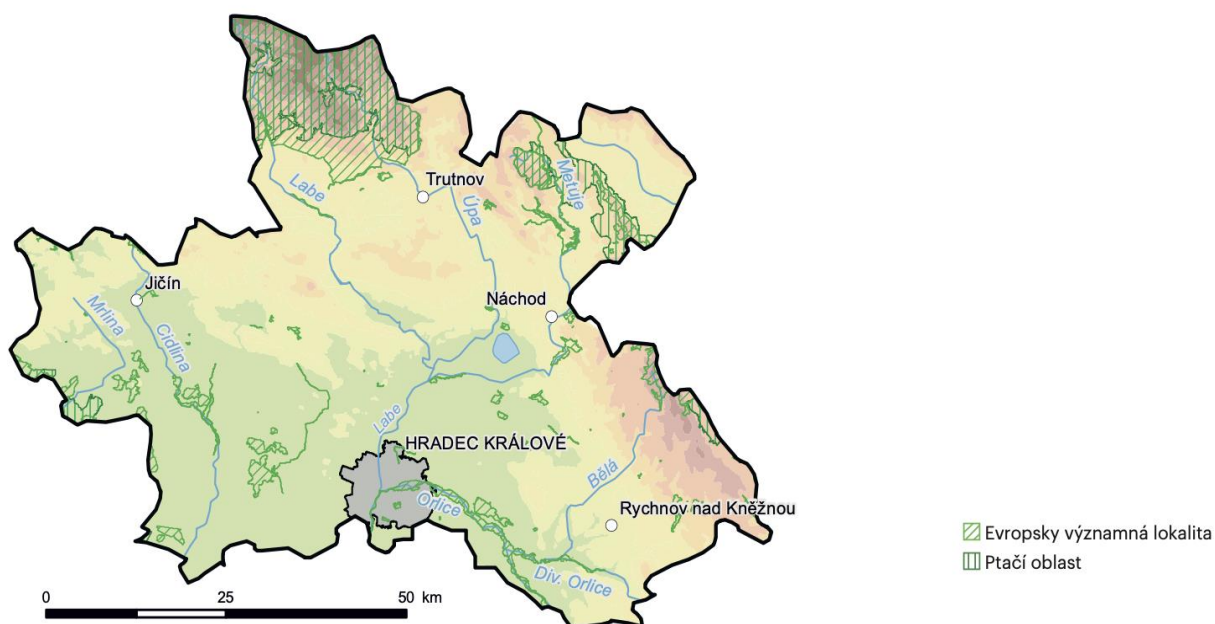 Trutnov
Labe
Úpa
Metuje
Jičín
Náchod
Mrlina
Cidlina
Labe
HRADEC KRÁLOVÉ
Orlice
Bělá
Rychnov nad Kněžnou
Div. Orlice
Evropsky významná lokalita
Ptačí oblast
0 25 50 km